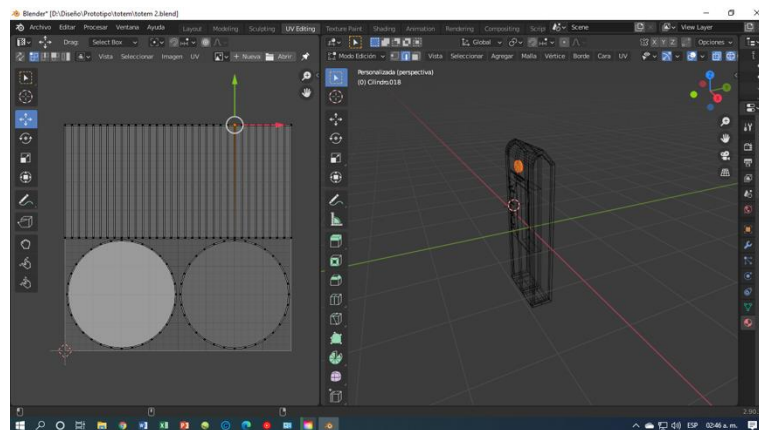 Blender* [D:\Diseño\Prototipo\totem\totem 2.blend]
Archivo Editar Procesar Ventana Ayuda Layout Modeling Sculpting UV Editing Texture Paint Shading Animation Rendering Compositing Scrip Scene View Layer
Drag: Select Box Global Opciones
Vista Seleccionar Imagen UV Nueva Abrir Modo Edición Vista Seleccionar Agregar Malla Vértice Borde Cara UV
X Y Z
Personalizada (perspectiva)
(0) Cilindro.018
2.90
ESP 02:46 a. m.